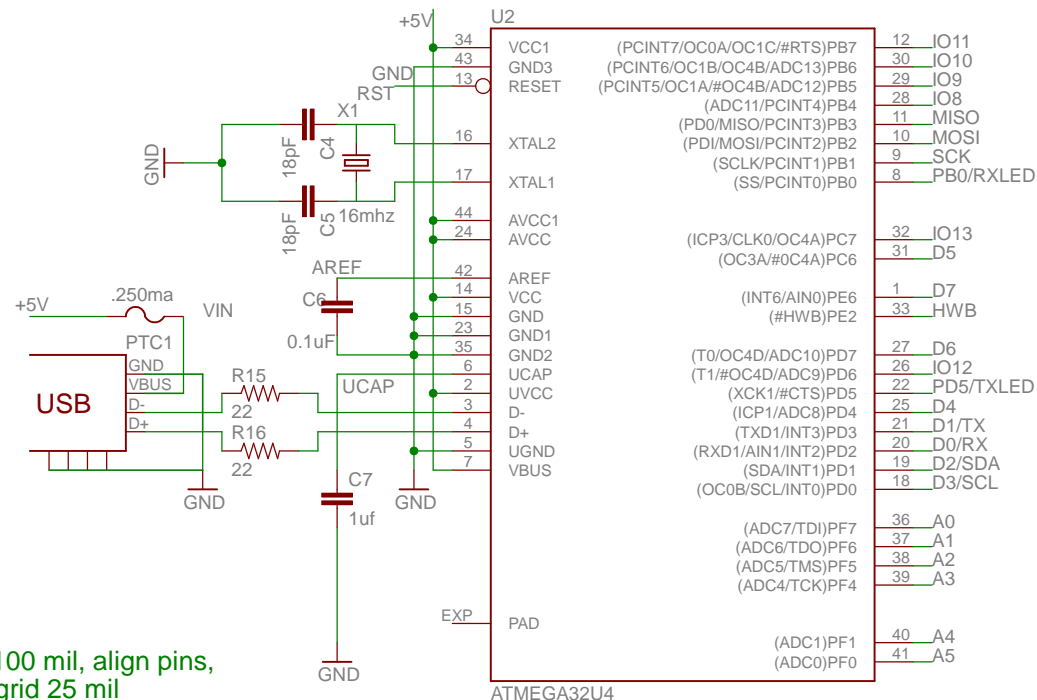 +5V
U2
34 VCC1 (PCINT7/OC0A/OC1C/#RTS)PB7 12 IO11
43 GND3 (PCINT6/OC1B/OC4B/ADC13)PB6 30 IO10
GND
13 RESET (PCINT5/OC1A/#OC4B/ADC12)PB5 29 IO9
RST
(ADC11/PCINT4)PB4 28 IO8
X1
(PD0/MISO/PCINT3)PB3 11 MISO
16 XTAL2 (PDI/MOSI/PCINT2)PB2 10 MOSI
18pF C4
GND
(SCLK/PCINT1)PB1 9 SCK
17 XTAL1 (SS/PCINT0)PB0 8 PB0/RXLED
18pF C5
16mhz
44 AVCC1
24 AVCC (ICP3/CLK0/OC4A)PC7 32 IO13
(OC3A/#0C4A)PC6 31 D5
AREF
42 AREF
14 VCC (INT6/AIN0)PE6 1 D7
C6
15 GND (#HWB)PE2 33 HWB
23 GND1
0.1uF
35 GND2 (T0/OC4D/ADC10)PD7 27 D6
6 UCAP (T1/#OC4D/ADC9)PD6 26 IO12
UCAP
2 UVCC (XCK1/#CTS)PD5 22 PD5/TXLED
3 D- (ICP1/ADC8)PD4 25 D4
4 D+ (TXD1/INT3)PD3 21 D1/TX
5 UGND (RXD1/AIN1/INT2)PD2 20 D0/RX
7 VBUS (SDA/INT1)PD1 19 D2/SDA
(OC0B/SCL/INT0)PD0 18 D3/SCL
+5V
.250ma
VIN
PTC1
GND
VBUS
USB
D-
D+
R15
22
R16
22
GND
C7
1uf
GND
(ADC7/TDI)PF7 36 A0
(ADC6/TDO)PF6 37 A1
(ADC5/TMS)PF5 38 A2
(ADC4/TCK)PF4 39 A3
EXP PAD
(ADC1)PF1 40 A4
(ADC0)PF0 41 A5
GND
100 mil, align pins,
grid 25 mil
ATMEGA32U4